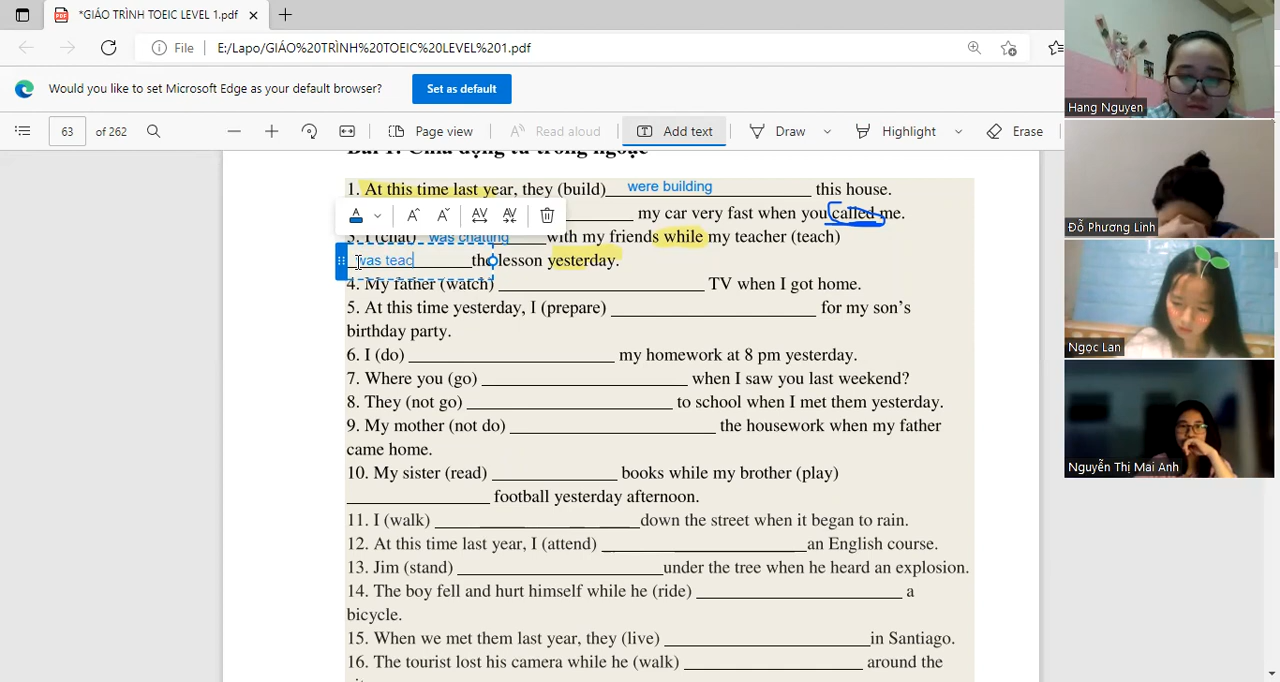 *GIÁO TRÌNH TOEIC LEVEL 1.pdf
File E:/Lapo/GIÁO%20TRÌNH%20TOEIC%20LEVEL%201.pdf
Would you like to set Microsoft Edge as your default browser? Set as default
63 of 262 Page view Read aloud Add text Draw Highlight Erase
Bài 1: Chia động từ trong ngoặc
1. At this time last year, they (build) were building this house.
my car very fast when you called me.
3. I (chat) was chatting with my friends while my teacher (teach)
was teac the lesson yesterday.
4. My father (watch) TV when I got home.
5. At this time yesterday, I (prepare) for my son's
birthday party.
6. I (do) my homework at 8 pm yesterday.
7. Where you (go) when I saw you last weekend?
8. They (not go) to school when I met them yesterday.
9. My mother (not do) the housework when my father
came home.
10. My sister (read) books while my brother (play)
football yesterday afternoon.
11. I (walk) down the street when it began to rain.
12. At this time last year, I (attend) an English course.
13. Jim (stand) under the tree when he heard an explosion.
14. The boy fell and hurt himself while he (ride) a
bicycle.
15. When we met them last year, they (live) in Santiago.
16. The tourist lost his camera while he (walk) around the
Hang Nguyen
Đỗ Phương Linh
Ngọc Lan
Nguyễn Thị Mai Anh